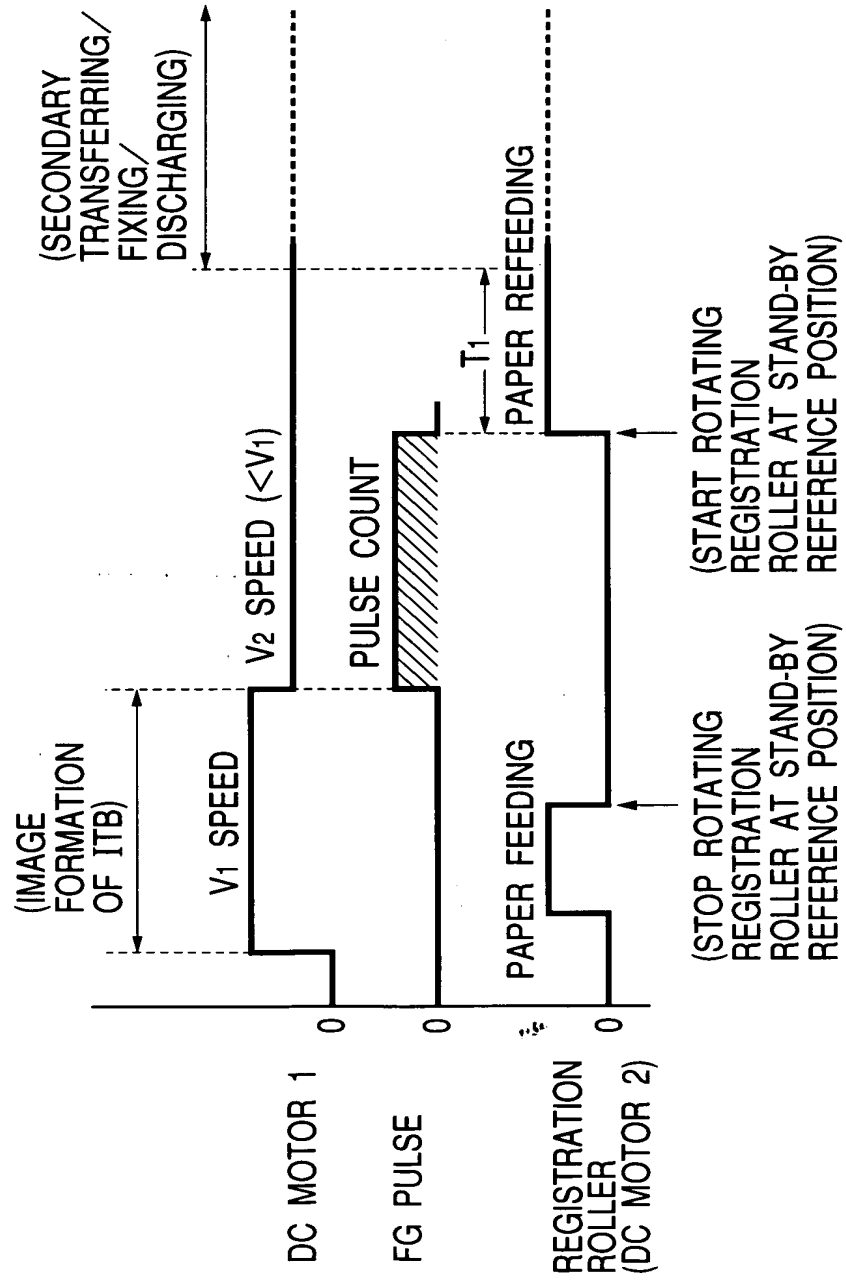 (IMAGE
FORMATION
OF ITB)
(SECONDARY
TRANSFERRING/
FIXING/
DISCHARGING)
DC MOTOR 1
0
V1 SPEED
V2 SPEED (<V1)
FG PULSE
0
PULSE COUNT
T1
REGISTRATION
ROLLER
(DC MOTOR 2)
0
PAPER FEEDING
PAPER REFEEDING
(STOP ROTATING
REGISTRATION
ROLLER AT STAND-BY
REFERENCE POSITION)
(START ROTATING
REGISTRATION
ROLLER AT STAND-BY
REFERENCE POSITION)